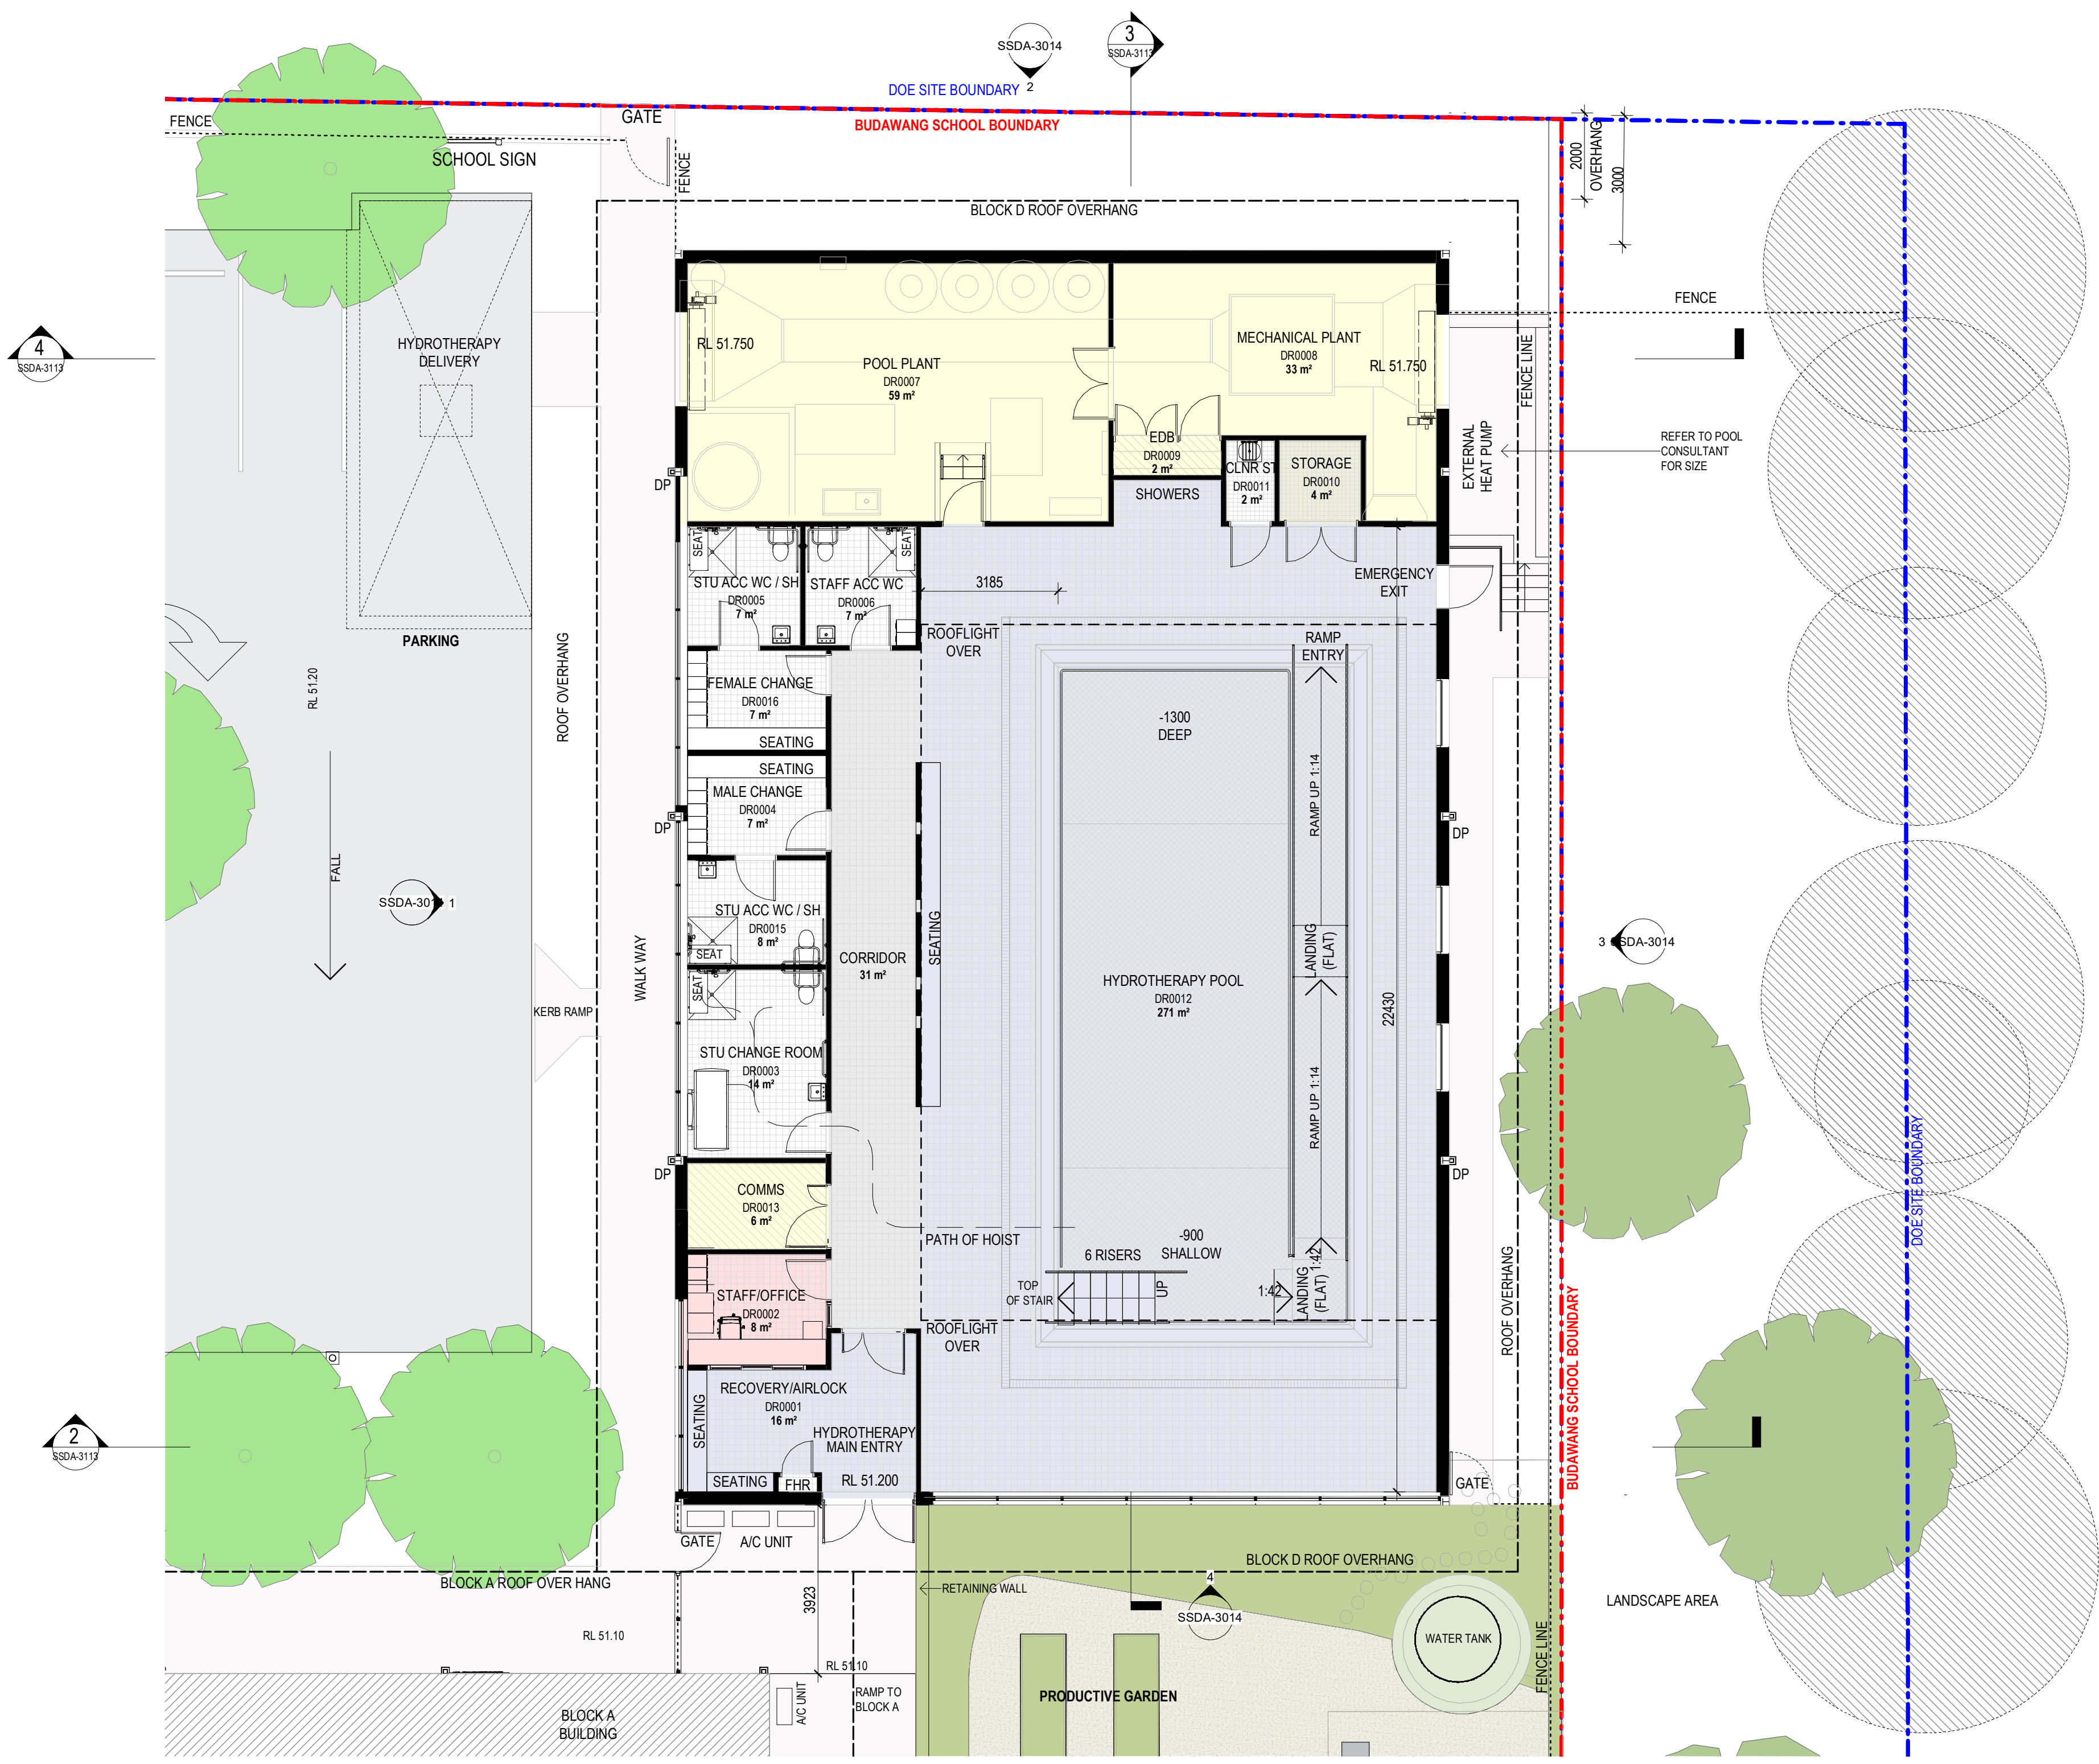 3
SSDA-3113
SSDA-3014
2
DOE SITE BOUNDARY
BUDAWANG SCHOOL BOUNDARY
FENCE
GATE
SCHOOL SIGN
FENCE
2000
OVERHANG
3000
BLOCK D ROOF OVERHANG
FENCE
4
SSDA-3113
HYDROTHERAPY
DELIVERY
RL 51.750
POOL PLANT
DR0007
59 m²
MECHANICAL PLANT
DR0008
33 m²
RL 51.750
FENCE LINE
EXTERNAL
HEAT PUMP
REFER TO POOL
CONSULTANT
FOR SIZE
EDB
DR0009
2 m²
CLNR ST
DR0011
2 m²
STORAGE
DR0010
4 m²
SHOWERS
DP
SEAT
STU ACC WC / SH
DR0005
7 m²
SEAT
STAFF ACC WC
DR0006
7 m²
3185
EMERGENCY
EXIT
PARKING
RL 51.20
ROOF OVERHANG
ROOFLIGHT
OVER
RAMP
ENTRY
FEMALE CHANGE
DR0016
7 m²
SEATING
-1300
DEEP
SEATING
MALE CHANGE
DR0004
7 m²
RAMP UP 1:14
DP
DP
FALL
SSDA-301
1
STU ACC WC / SH
DR0015
8 m²
SEAT
WALK WAY
CORRIDOR
31 m²
SEATING
LANDING
(FLAT)
3
SSDA-3014
HYDROTHERAPY POOL
DR0012
271 m²
22430
KERB RAMP
SEAT
STU CHANGE ROOM
DR0003
14 m²
RAMP UP 1:14
DP
DP
COMMS
DR0013
6 m²
DOE SITE BOUNDARY
PATH OF HOIST
-900
SHALLOW
6 RISERS
UP
TOP
OF STAIR
1:42
1:42
LANDING
(FLAT)
STAFF/OFFICE
DR0002
8 m²
ROOFLIGHT
OVER
ROOF OVERHANG
BUDAWANG SCHOOL BOUNDARY
RECOVERY/AIRLOCK
DR0001
16 m²
SEATING
HYDROTHERAPY
MAIN ENTRY
2
SSDA-3113
SEATING
FHR
RL 51.200
GATE
GATE
A/C UNIT
BLOCK D ROOF OVERHANG
BLOCK A ROOF OVER HANG
RETAINING WALL
3923
4
SSDA-3014
LANDSCAPE AREA
RL 51.10
WATER TANK
FENCE LINE
RL 51.10
A/C UNIT
RAMP TO
BLOCK A
PRODUCTIVE GARDEN
BLOCK A
BUILDING